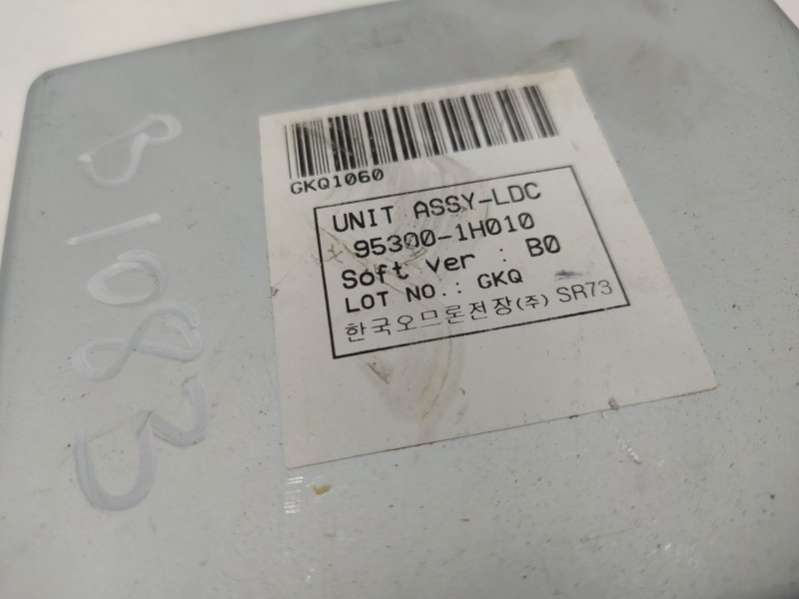 GKQ1060
UNIT ASSY-LDC
95300-1H010
Soft Ver : B0
LOT NO.: GKQ
한국오므론전장(주) SR73
B1083